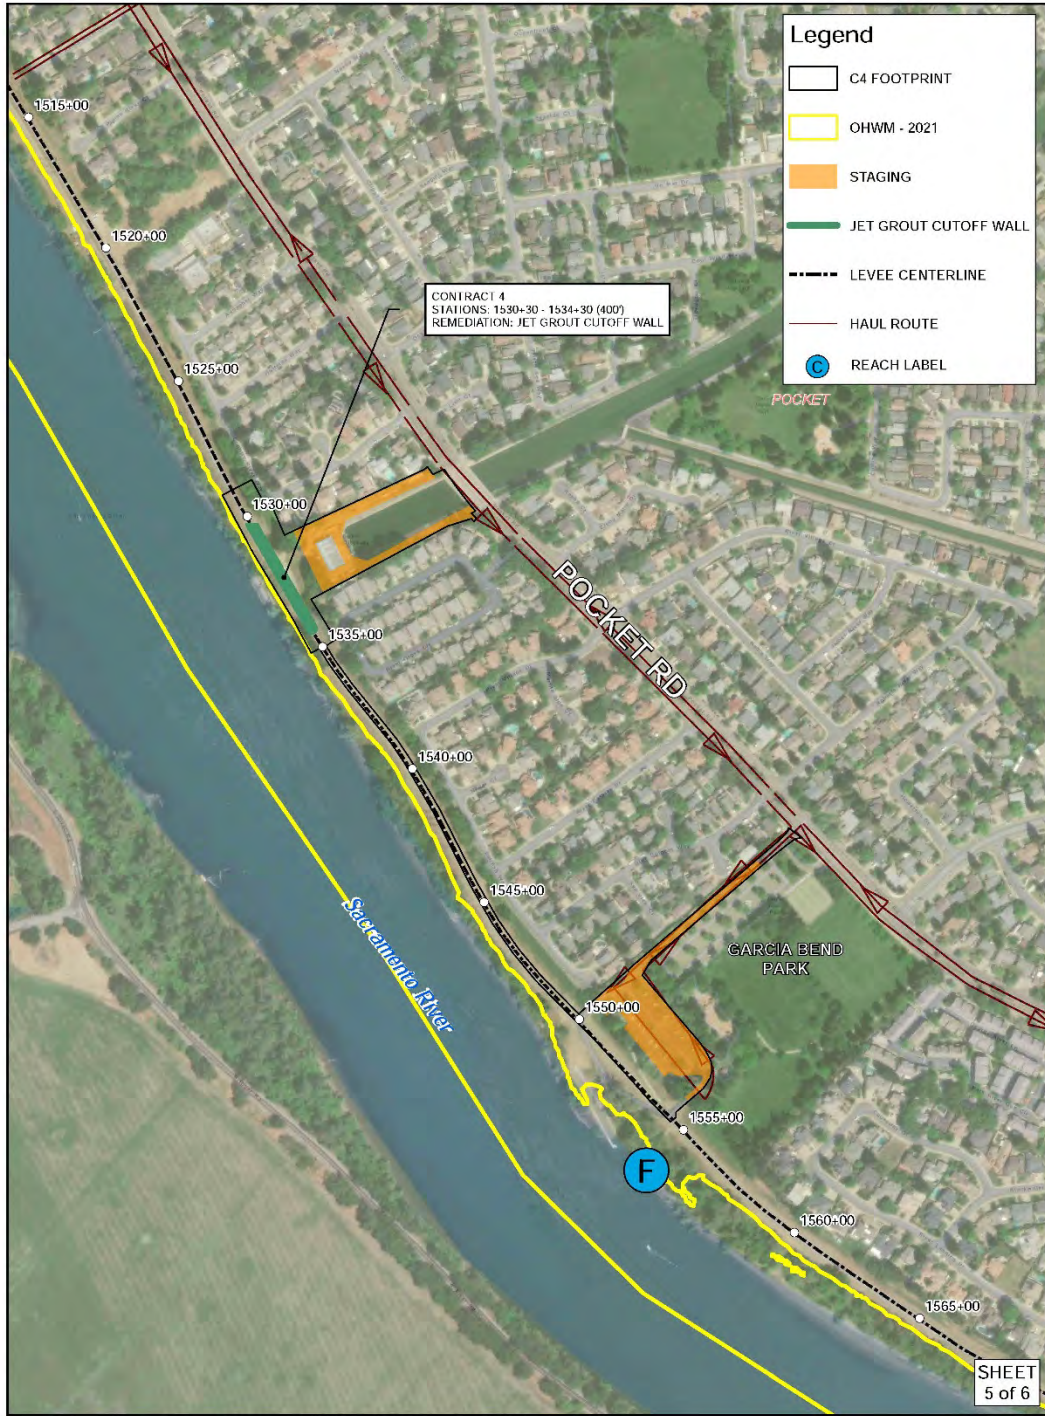 Legend
C4 FOOTPRINT
OHWM - 2021
STAGING
JET GROUT CUTOFF WALL
LEVEE CENTERLINE
HAUL ROUTE
C
REACH LABEL
1515+00
1520+00
CONTRACT 4
STATIONS: 1530+30 - 1534+30 (400')
REMEDIATION: JET GROUT CUTOFF WALL
1525+00
POCKET
1530+00
POCKET RD
1535+00
1540+00
1545+00
Sacramento River
GARCIA BEND
PARK
1550+00
1555+00
F
1560+00
1565+00
SHEET
5 of 6